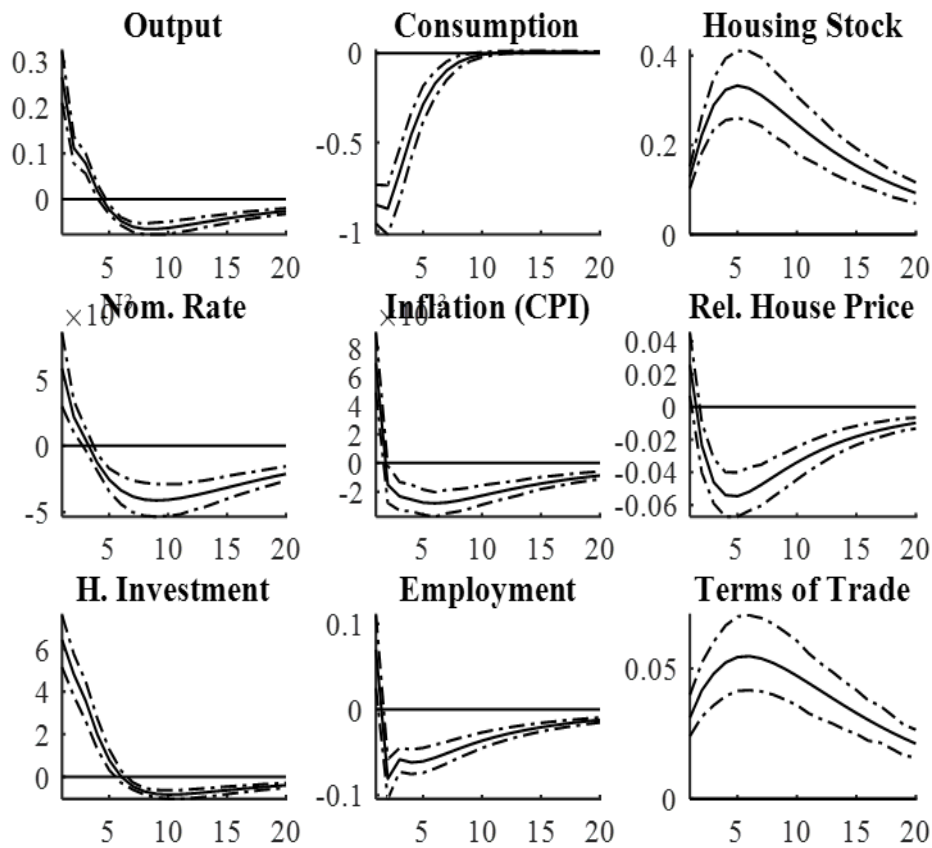 Output
Consumption
Housing Stock
0.3
0.2
0.1
0
5 10 15 20
0
-0.5
-1
5 10 15 20
0.4
0.2
0
5 10 15 20
Nom. Rate
Inflation (CPI)
Rel. House Price
5
0
-5
5 10 15 20
8
6
4
2
0
-2
5 10 15 20
0.04
0.02
0
-0.02
-0.04
-0.06
5 10 15 20
H. Investment
Employment
Terms of Trade
6
4
2
0
5 10 15 20
0.1
0
-0.1
5 10 15 20
0.05
0
5 10 15 20